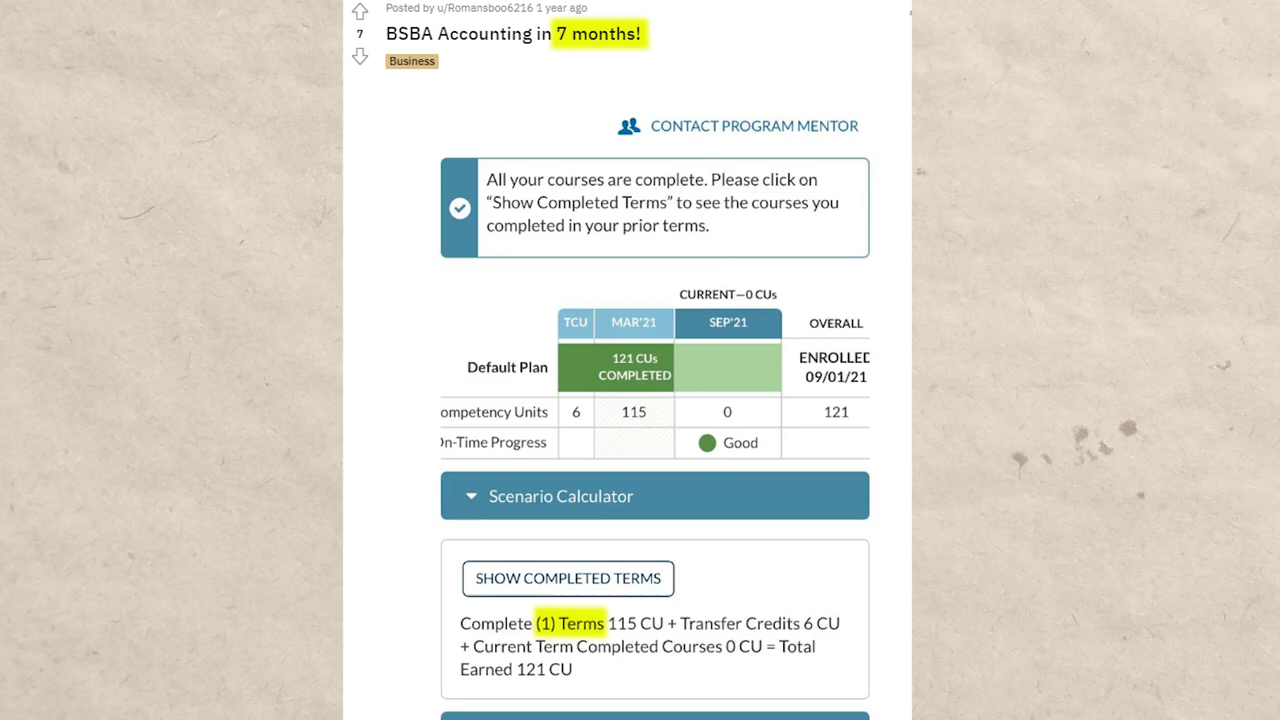 Posted by u/Romansboo6216 1 year ago
7
BSBA Accounting in 7 months!
Business
CONTACT PROGRAM MENTOR
All your courses are complete. Please click on
“Show Completed Terms” to see the courses you
completed in your prior terms.
CURRENT—0 CUs
TCU MAR'21 SEP'21 OVERALL
Default Plan 121 CUs COMPLETED ENROLLED 09/01/21
ompetency Units 6 115 0 121
On-Time Progress Good
Scenario Calculator
SHOW COMPLETED TERMS
Complete (1) Terms 115 CU + Transfer Credits 6 CU
+ Current Term Completed Courses 0 CU = Total
Earned 121 CU